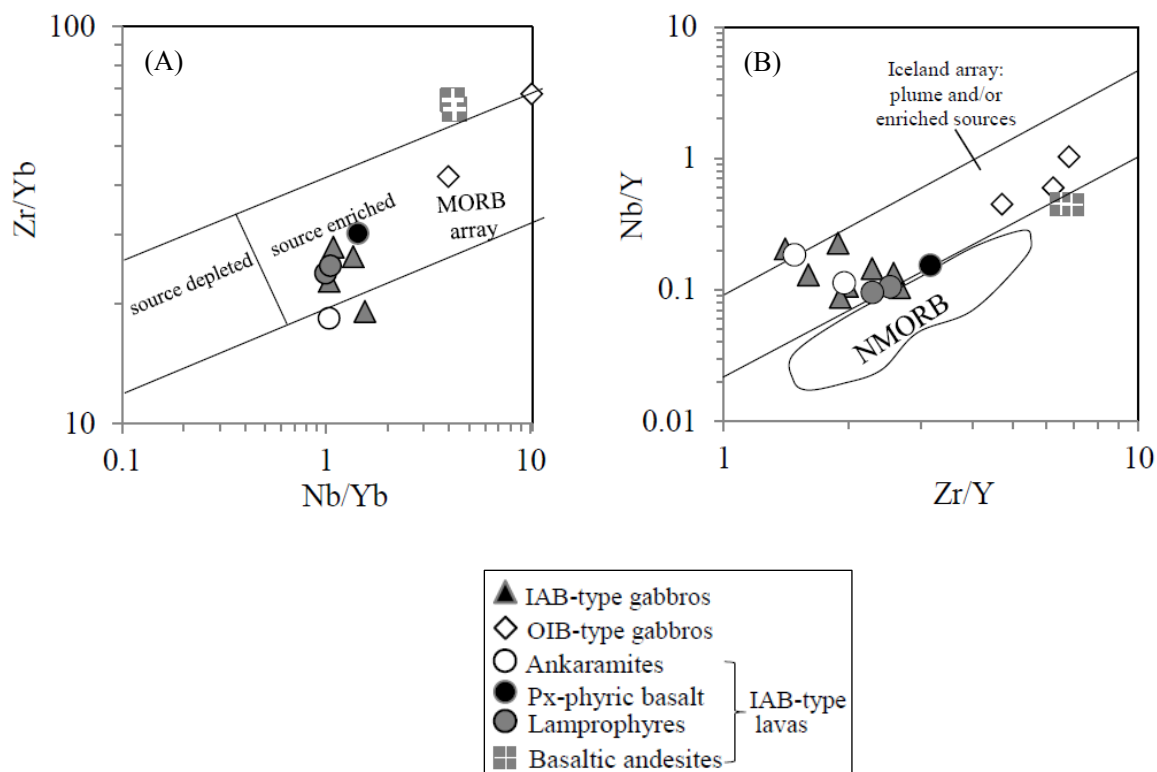 (A)
100
10
Zr/Yb
source depleted
source enriched
MORB
array
0.1
1
10
Nb/Yb
(B)
10
1
0.1
0.01
Nb/Y
Iceland array:
plume and/or
enriched sources
NMORB
1
10
Zr/Y
IAB-type gabbros
OIB-type gabbros
Ankaramites
Px-phyric basalt
Lamprophyres
Basaltic andesites
IAB-type
lavas